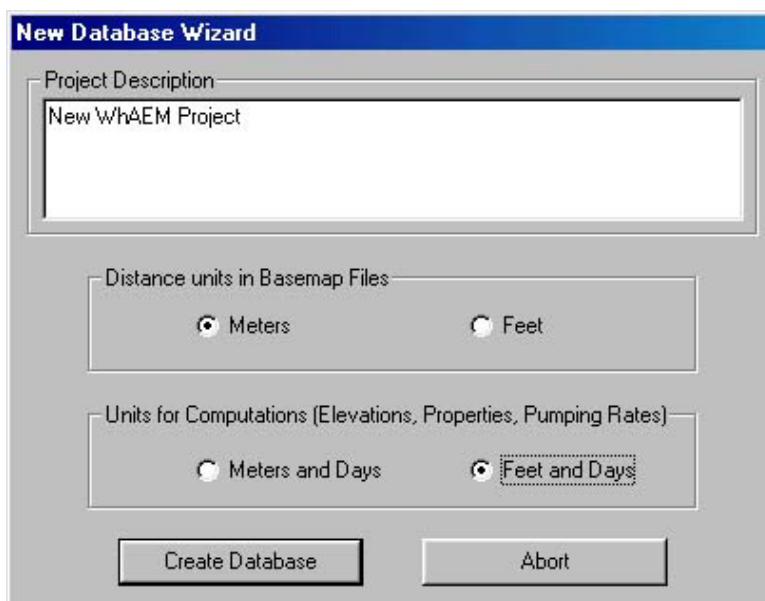 New Database Wizard
Project Description
New WhAEM Project
Distance units in Basemap Files
Meters Feet
Units for Computations (Elevations, Properties, Pumping Rates)
Meters and Days Feet and Days
Create Database Abort